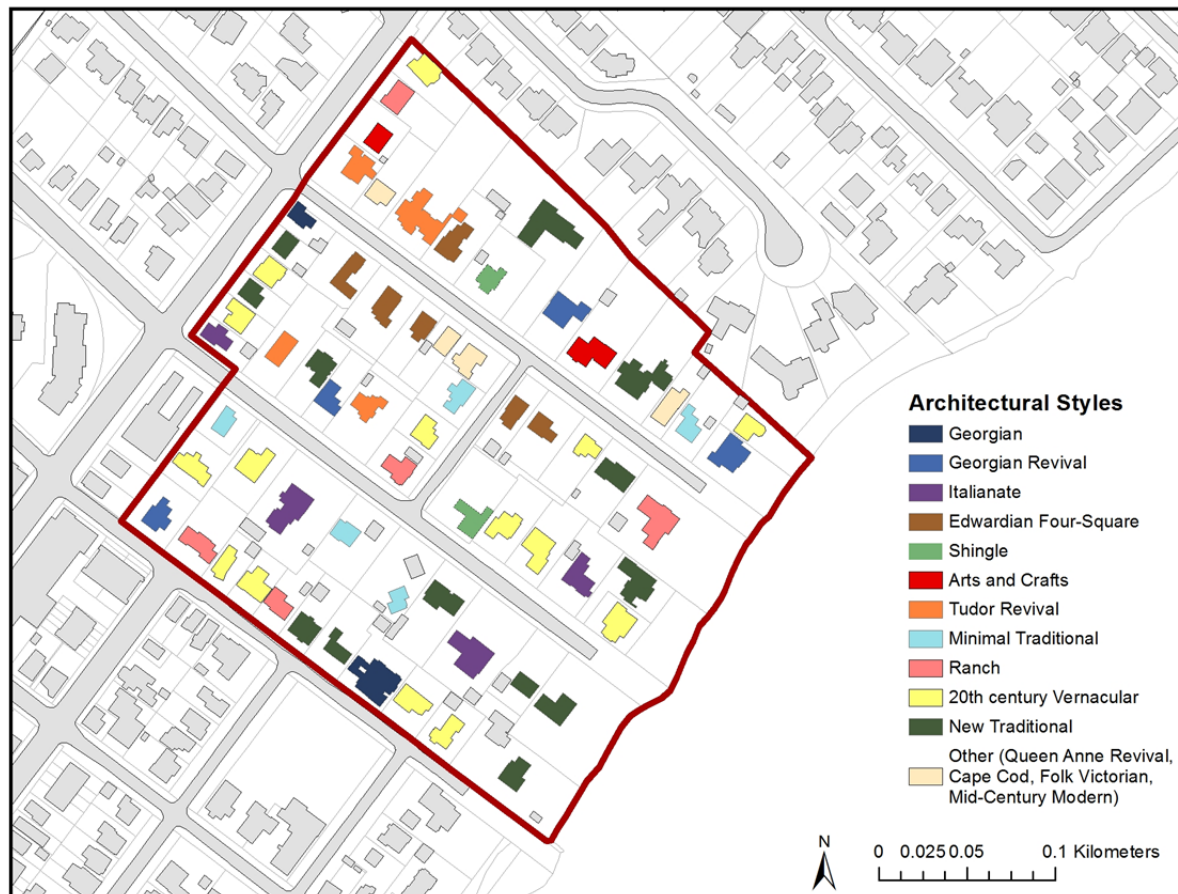 Architectural Styles
Georgian
Georgian Revival
Italianate
Edwardian Four-Square
Shingle
Arts and Crafts
Tudor Revival
Minimal Traditional
Ranch
20th century Vernacular
New Traditional
Other (Queen Anne Revival,
Cape Cod, Folk Victorian,
Mid-Century Modern)
N
0 0.025 0.05 0.1 Kilometers